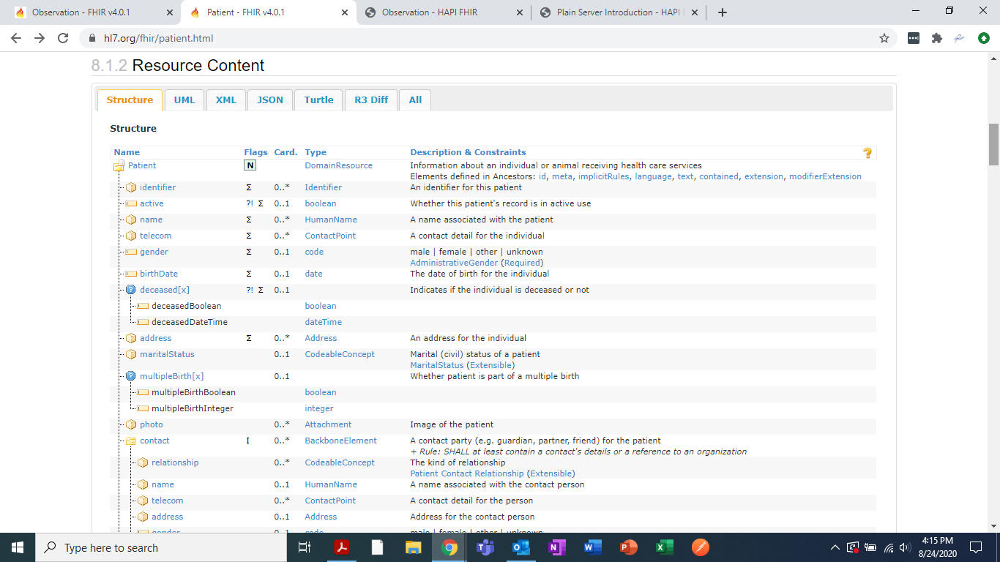 Observation - FHIR v4.0.1
Patient - FHIR v4.0.1
Observation - HAPI FHIR
Plain Server Introduction - HAPI F
hl7.org/fhir/patient.html
8.1.2 Resource Content
Structure UML XML JSON Turtle R3 Diff All
Structure
Name Flags Card. Type Description & Constraints
Patient N DomainResource Information about an individual or animal receiving health care services
Elements defined in Ancestors: id, meta, implicitRules, language, text, contained, extension, modifierExtension
identifier Σ 0..* Identifier An identifier for this patient
active ?! Σ 0..1 boolean Whether this patient's record is in active use
name Σ 0..* HumanName A name associated with the patient
telecom Σ 0..* ContactPoint A contact detail for the individual
gender Σ 0..1 code male | female | other | unknown
AdministrativeGender (Required)
birthDate Σ 0..1 date The date of birth for the individual
deceased[x] ?! Σ 0..1 Indicates if the individual is deceased or not
deceasedBoolean boolean
deceasedDateTime dateTime
address Σ 0..* Address An address for the individual
maritalStatus 0..1 CodeableConcept Marital (civil) status of a patient
MaritalStatus (Extensible)
multipleBirth[x] 0..1 Whether patient is part of a multiple birth
multipleBirthBoolean boolean
multipleBirthInteger integer
photo 0..* Attachment Image of the patient
contact I 0..* BackboneElement A contact party (e.g. guardian, partner, friend) for the patient
+ Rule: SHALL at least contain a contact's details or a reference to an organization
relationship 0..* CodeableConcept The kind of relationship
Patient Contact Relationship (Extensible)
name 0..1 HumanName A name associated with the contact person
telecom 0..* ContactPoint A contact detail for the person
address 0..1 Address Address for the contact person
gender 0..1 code male | female | other | unknown
Type here to search
4:15 PM
8/24/2020